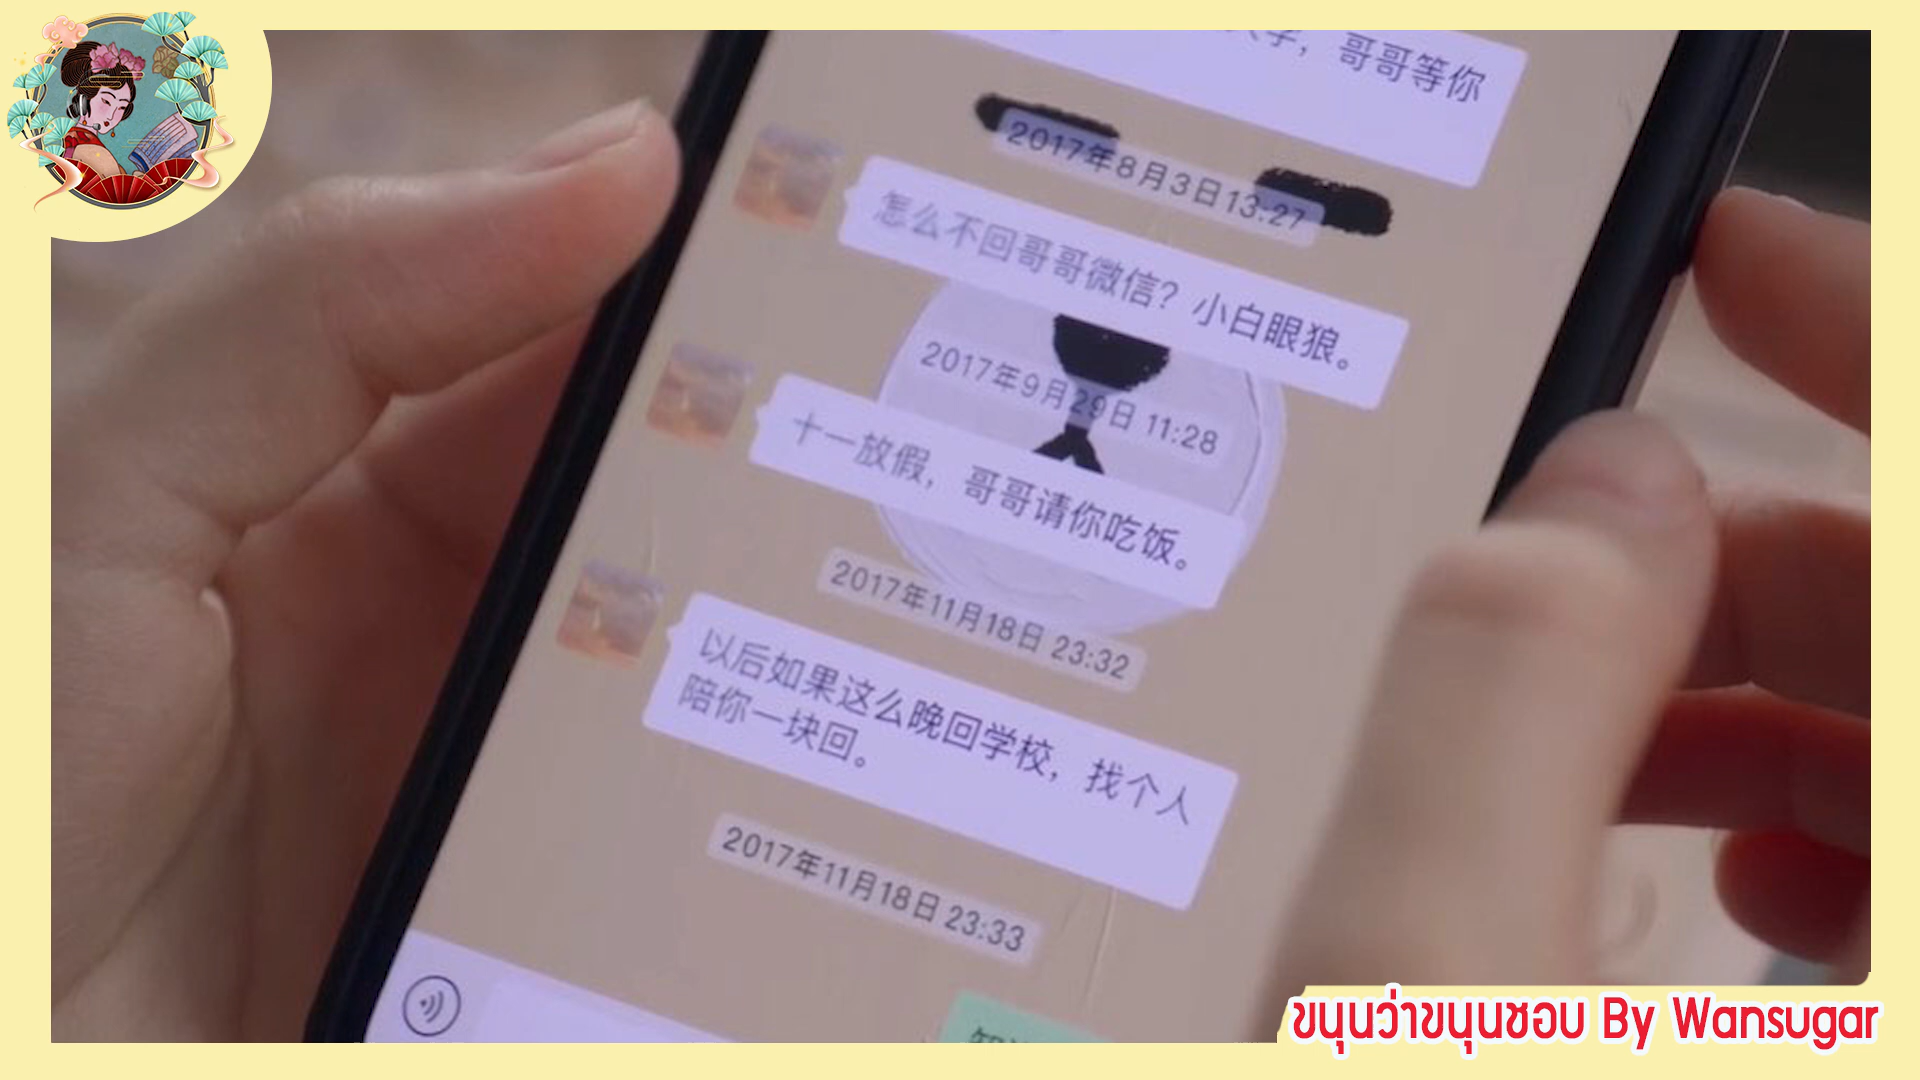 哥哥等你
2017年8月3日13:27
怎么不回哥哥微信？小白眼狼。
2017年9月29日 11:28
十一放假，哥哥请你吃饭。
2017年11月18日 23:32
以后如果这么晚回学校，找个人
陪你一块回。
2017年11月18日 23:33
ขนุนว่าขนุนชอบ By Wansugar